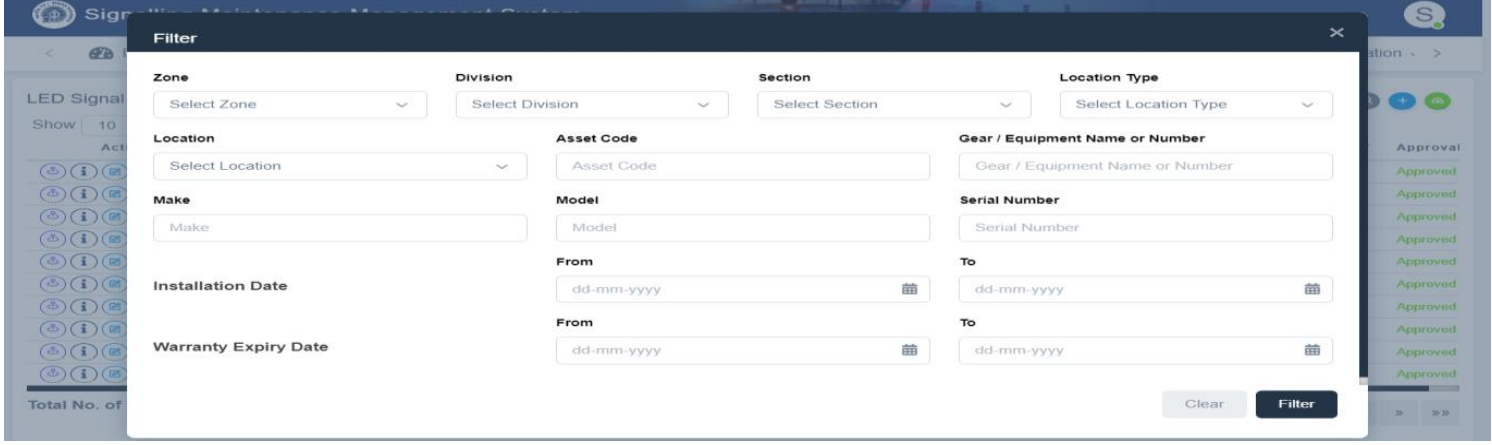 Signalling Maintenance Management System
S
Filter
Zone Division Section Location Type
Select Zone Select Division Select Section Select Location Type
LED Signal
Show 10
Location Asset Code Gear / Equipment Name or Number
Approval
Select Location Asset Code Gear / Equipment Name or Number
Approved
Approved
Make Model Serial Number
Make Model Serial Number
Approved
Approved
From To
Approved
Installation Date dd-mm-yyyy dd-mm-yyyy
Approved
Approved
From To
Approved
Warranty Expiry Date dd-mm-yyyy dd-mm-yyyy
Approved
Approved
Total No. of
Clear Filter